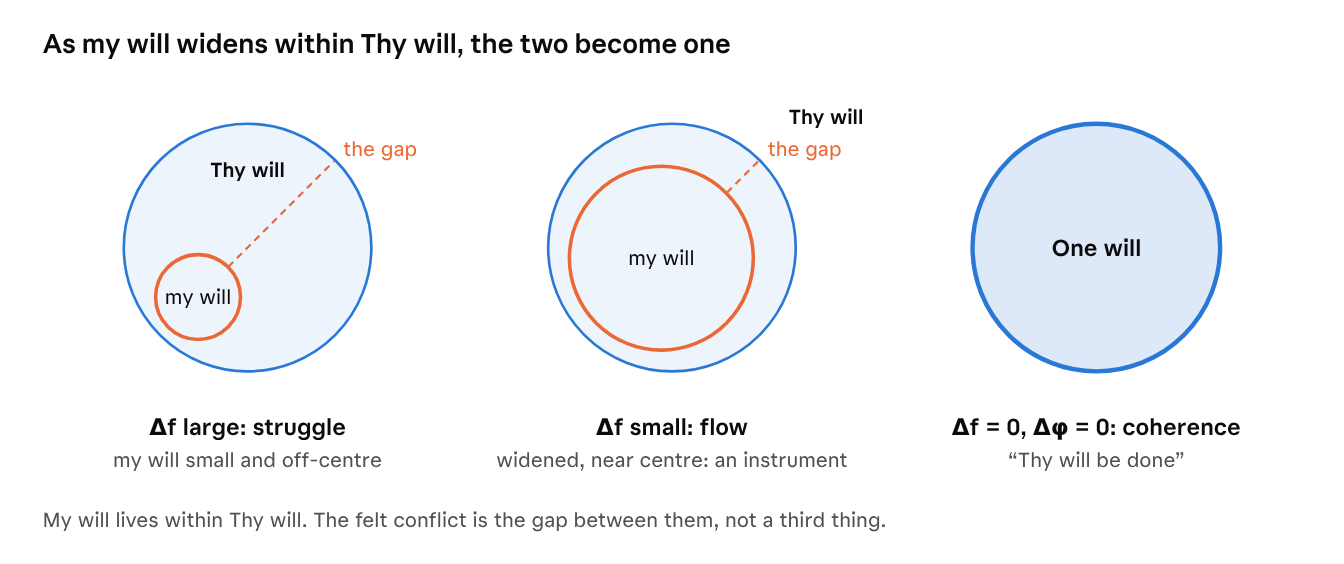 As my will widens within Thy will, the two become one
Thy will
the gap
my will
Thy will
the gap
my will
One will
Δf large: struggle
my will small and off-centre
Δf small: flow
widened, near centre: an instrument
Δf = 0, Δφ = 0: coherence
“Thy will be done”
My will lives within Thy will. The felt conflict is the gap between them, not a third thing.